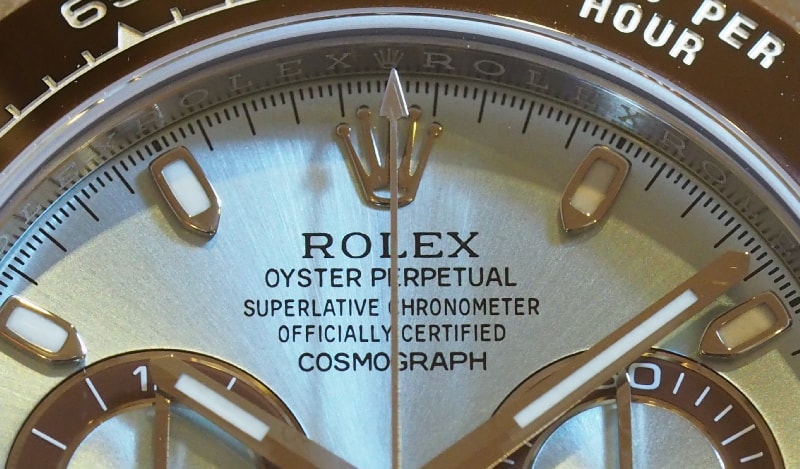 PER
HOUR
ROLEX ROLEX
ROLEX
OYSTER PERPETUAL
SUPERLATIVE CHRONOMETER
OFFICIALLY CERTIFIED
COSMOGRAPH